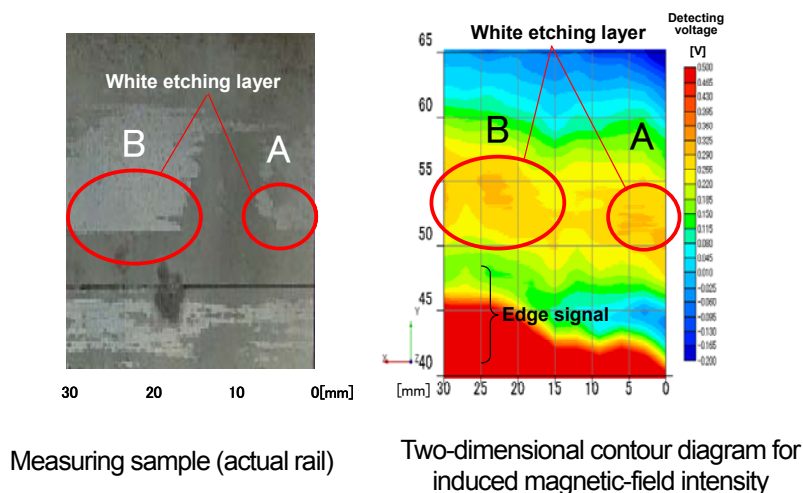 White etching layer
B
A
30
20
10
0[mm]
Measuring sample (actual rail)
White etching layer
Detecting
voltage
[V]
65
60
55
50
45
40
B
A
Edge signal
Y
X
Z
[mm]
30
25
20
15
10
5
0
0.500
0.465
0.430
0.395
0.360
0.325
0.290
0.255
0.220
0.185
0.150
0.115
0.080
0.045
0.010
-0.025
-0.060
-0.095
-0.130
-0.165
-0.200
Two-dimensional contour diagram for
induced magnetic-field intensity